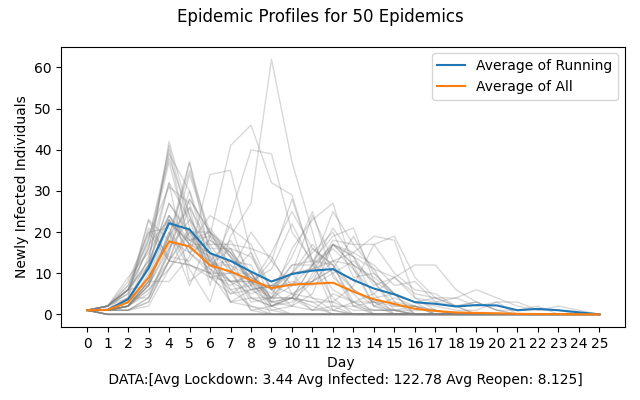 Epidemic Profiles for 50 Epidemics
Average of Running
Average of All
Newly Infected Individuals
60
50
40
30
20
10
0
0 1 2 3 4 5 6 7 8 9 10 11 12 13 14 15 16 17 18 19 20 21 22 23 24 25
Day
DATA:[Avg Lockdown: 3.44 Avg Infected: 122.78 Avg Reopen: 8.125]